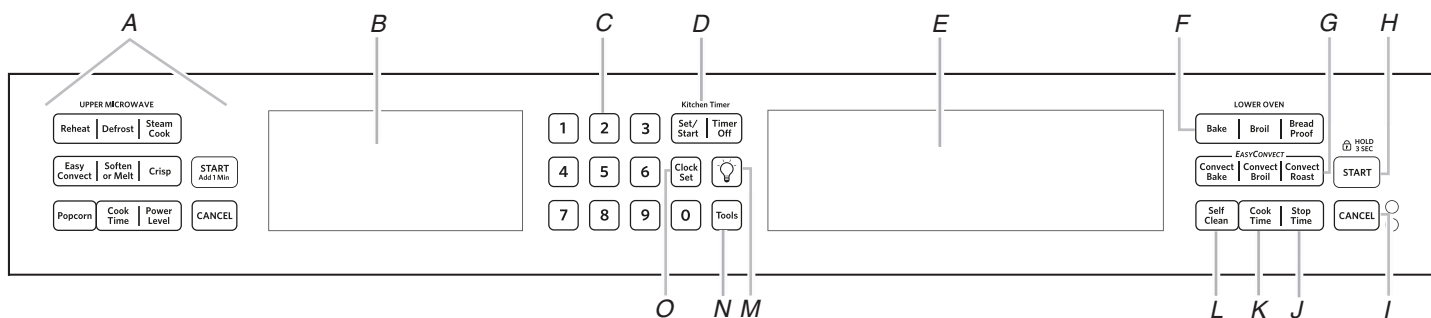 A B C D E F G H
UPPER MICROWAVE
Reheat Defrost Steam Cook
Easy Convect Soften or Melt Crisp
START Add 1 Min
Popcorn Cook Time Power Level
CANCEL
1 2 3
4 5 6
7 8 9 0
Kitchen Timer
Set/ Start Timer Off
Clock Set
Tools
LOWER OVEN
Bake Broil Bread Proof
EASYCONVECT
Convect Bake Convect Broil Convect Roast
HOLD 3 SEC
START
Self Clean Cook Time Stop Time
CANCEL
O N M L K J I